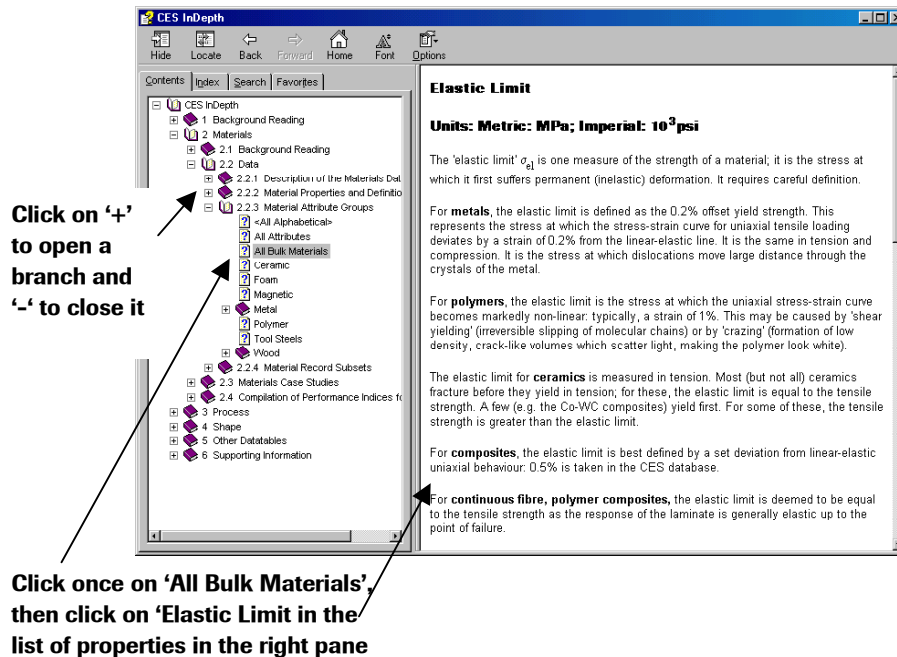 CES InDepth
Hide Locate Back Forward Home Font Options
Contents Index Search Favorites
CES InDepth
1 Background Reading
2 Materials
2.1 Background Reading
2.2 Data
2.2.1 Description of the Materials Dat
2.2.2 Material Properties and Definitio
2.2.3 Material Attribute Groups
<All Alphabetical>
All Attributes
All Bulk Materials
Ceramic
Foam
Magnetic
Metal
Polymer
Tool Steels
Wood
2.2.4 Material Record Subsets
2.3 Materials Case Studies
2.4 Compilation of Performance Indices fo
3 Process
4 Shape
5 Other Datatables
6 Supporting Information
Elastic Limit
Units: Metric: MPa; Imperial: 10³psi
The 'elastic limit' σel is one measure of the strength of a material; it is the stress at
which it first suffers permanent (inelastic) deformation. It requires careful definition.
For metals, the elastic limit is defined as the 0.2% offset yield strength. This
represents the stress at which the stress-strain curve for uniaxial tensile loading
deviates by a strain of 0.2% from the linear-elastic line. It is the same in tension and
compression. It is the stress at which dislocations move large distance through the
crystals of the metal.
For polymers, the elastic limit is the stress at which the uniaxial stress-strain curve
becomes markedly non-linear: typically, a strain of 1%. This may be caused by 'shear
yielding' (irreversible slipping of molecular chains) or by 'crazing' (formation of low
density, crack-like volumes which scatter light, making the polymer look white).
The elastic limit for ceramics is measured in tension. Most (but not all) ceramics
fracture before they yield in tension; for these, the elastic limit is equal to the tensile
strength. A few (e.g. the Co-WC composites) yield first. For some of these, the tensile
strength is greater than the elastic limit.
For composites, the elastic limit is best defined by a set deviation from linear-elastic
uniaxial behaviour: 0.5% is taken in the CES database.
For continuous fibre, polymer composites, the elastic limit is deemed to be equal
to the tensile strength as the response of the laminate is generally elastic up to the
point of failure.
Click on ‘+’
to open a
branch and
‘-‘ to close it
Click once on ‘All Bulk Materials’,
then click on ‘Elastic Limit in the
list of properties in the right pane